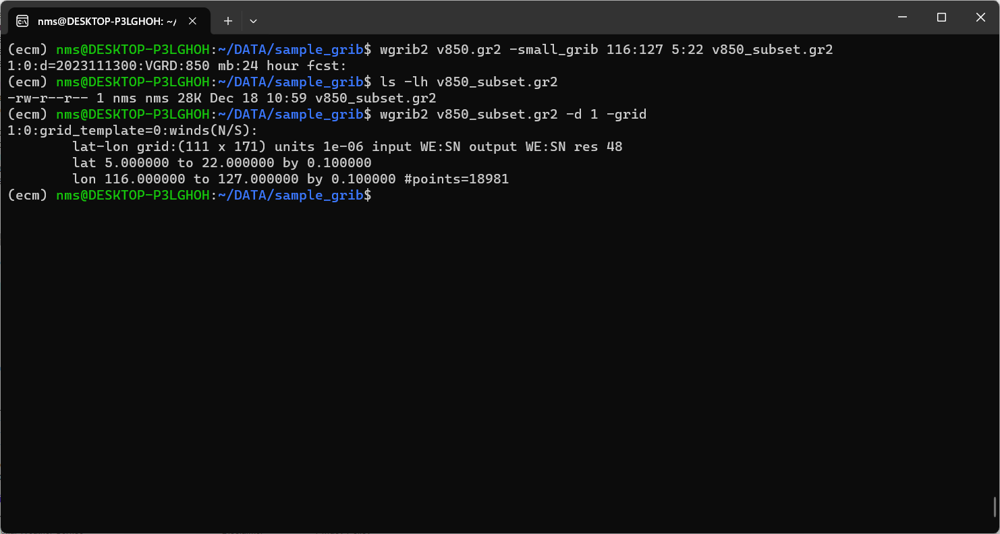 nms@DESKTOP-P3LGHOH: ~/
(ecm) nms@DESKTOP-P3LGHOH:~/DATA/sample_grib$ wgrib2 v850.gr2 -small_grib 116:127 5:22 v850_subset.gr2
1:0:d=2023111300:VGRD:850 mb:24 hour fcst:
(ecm) nms@DESKTOP-P3LGHOH:~/DATA/sample_grib$ ls -lh v850_subset.gr2
-rw-r--r-- 1 nms nms 28K Dec 18 10:59 v850_subset.gr2
(ecm) nms@DESKTOP-P3LGHOH:~/DATA/sample_grib$ wgrib2 v850_subset.gr2 -d 1 -grid
1:0:grid_template=0:winds(N/S):
        lat-lon grid:(111 x 171) units 1e-06 input WE:SN output WE:SN res 48
        lat 5.000000 to 22.000000 by 0.100000
        lon 116.000000 to 127.000000 by 0.100000 #points=18981
(ecm) nms@DESKTOP-P3LGHOH:~/DATA/sample_grib$